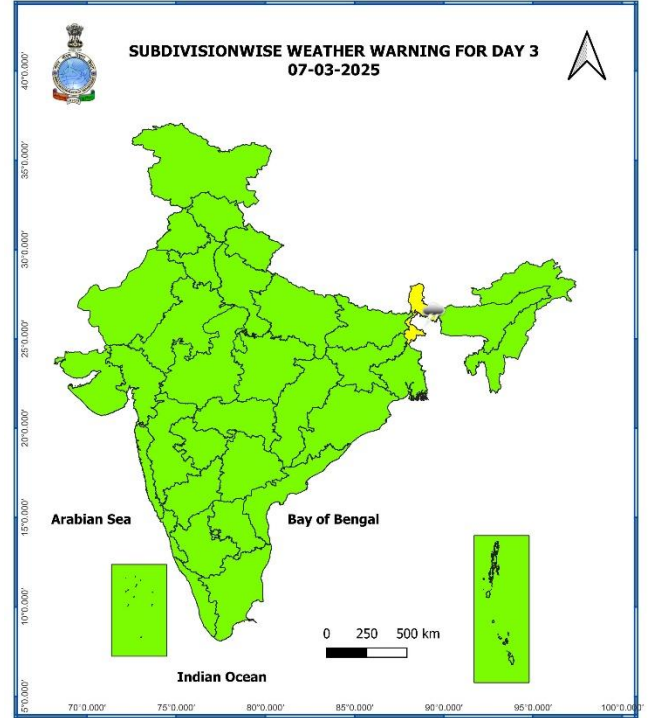 SUBDIVISIONWISE WEATHER WARNING FOR DAY 3
07-03-2025
40°0.000'
35°0.000'
30°0.000'
25°0.000'
20°0.000'
15°0.000'
10°0.000'
5°0.000'
Arabian Sea
Bay of Bengal
0 250 500 km
Indian Ocean
70°0.000' 75°0.000' 80°0.000' 85°0.000' 90°0.000' 95°0.000' 100°0.000'